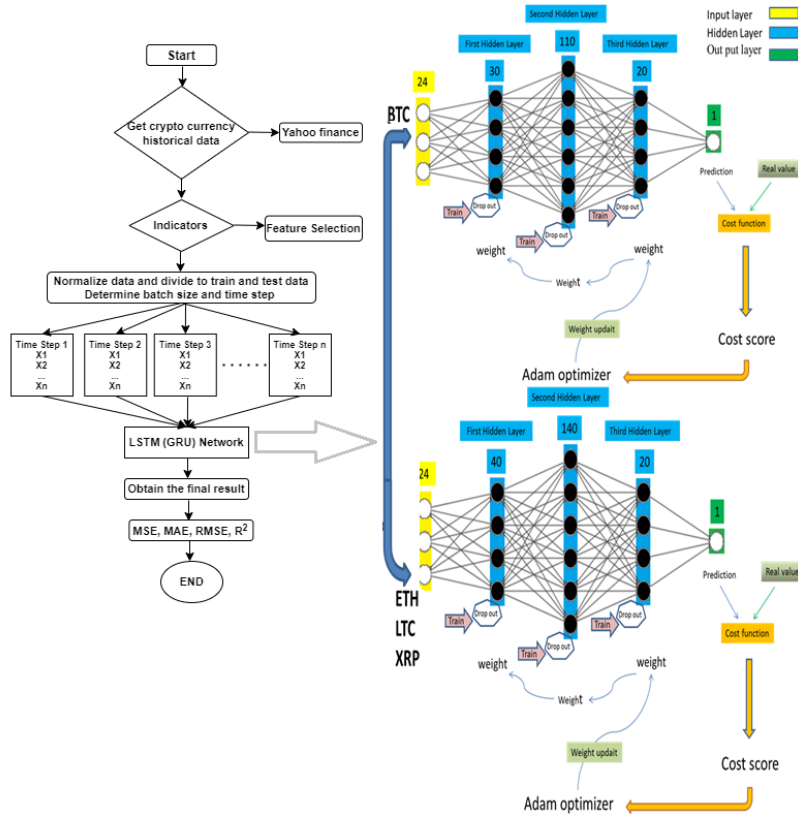 Start
Get crypto currency
historical data
Yahoo finance
Indicators
Feature Selection
Normalize data and divide to train and test data
Determine batch size and time step
Time Step 1
X1
X2
...
Xn
Time Step 2
X1
X2
...
Xn
Time Step 3
X1
X2
...
Xn
......
Time Step n
X1
X2
...
Xn
LSTM (GRU) Network
Obtain the final result
MSE, MAE, RMSE, R²
END
Input layer
Hidden Layer
Out put layer
Second Hidden Layer
First Hidden Layer
110
Third Hidden Layer
30
20
24
1
BTC
Prediction
Real value
Train
Drop out
Train
Drop out
Train
Drop out
Cost function
weight
Weight
weight
Weight updait
Cost score
Adam optimizer
Second Hidden Layer
First Hidden Layer
140
Third Hidden Layer
40
20
24
1
ETH
LTC
XRP
Prediction
Real value
Train
Drop out
Train
Drop out
Train
Drop out
Cost function
weight
Weight
weight
Weight updait
Cost score
Adam optimizer